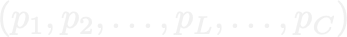 (p_1, p_2, ..., p_L, ..., p_C)